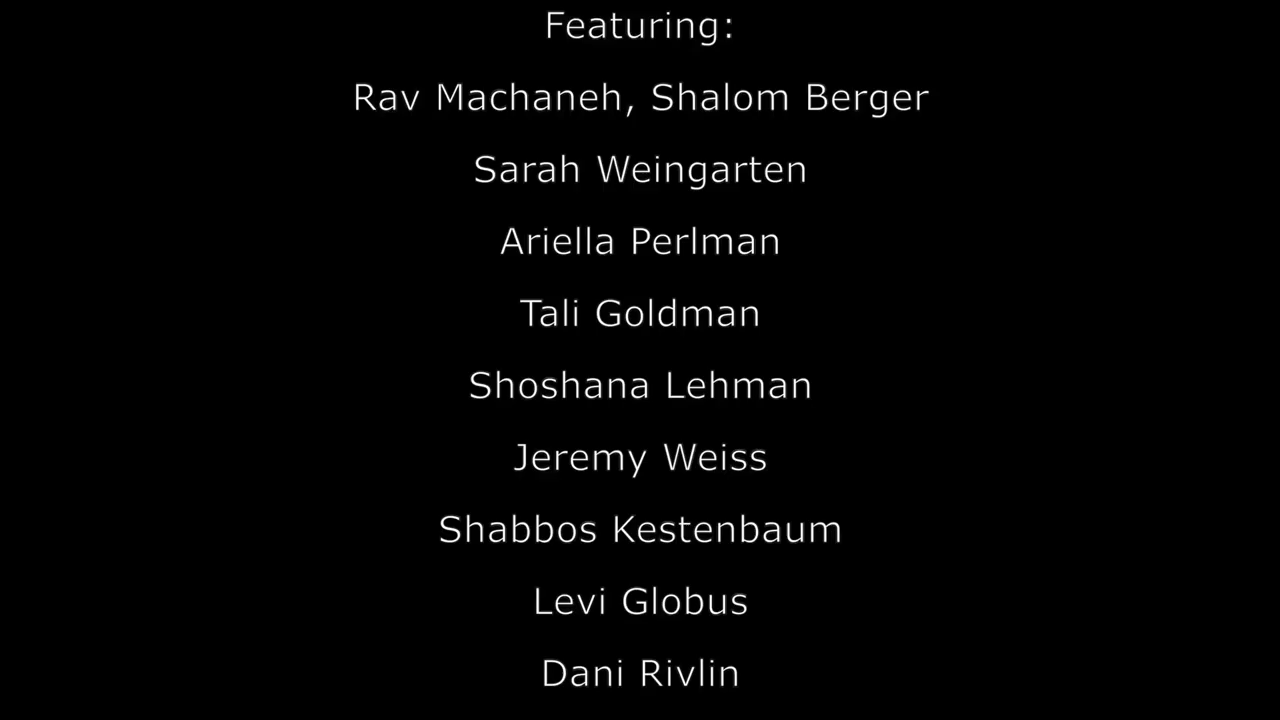 Featuring:
Rav Machaneh, Shalom Berger
Sarah Weingarten
Ariella Perlman
Tali Goldman
Shoshana Lehman
Jeremy Weiss
Shabbos Kestenbaum
Levi Globus
Dani Rivlin